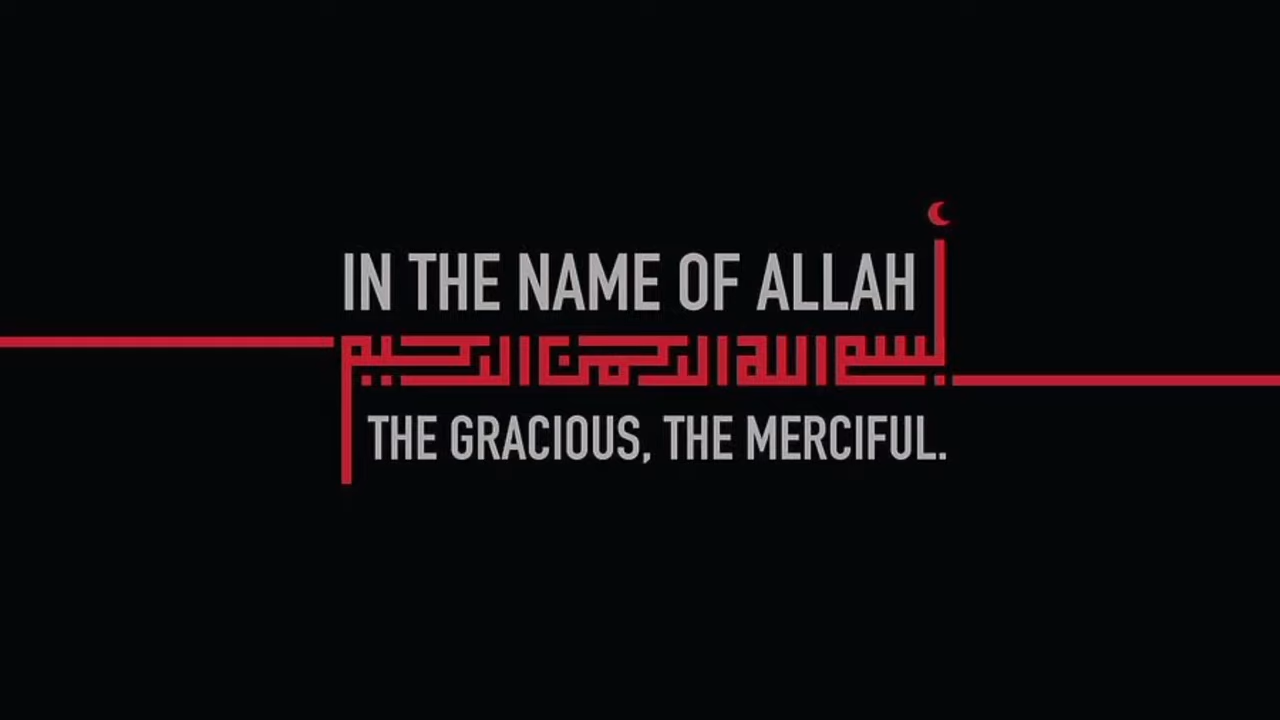 IN THE NAME OF ALLAH
بسم الله الرحمن الرحيم
THE GRACIOUS, THE MERCIFUL.